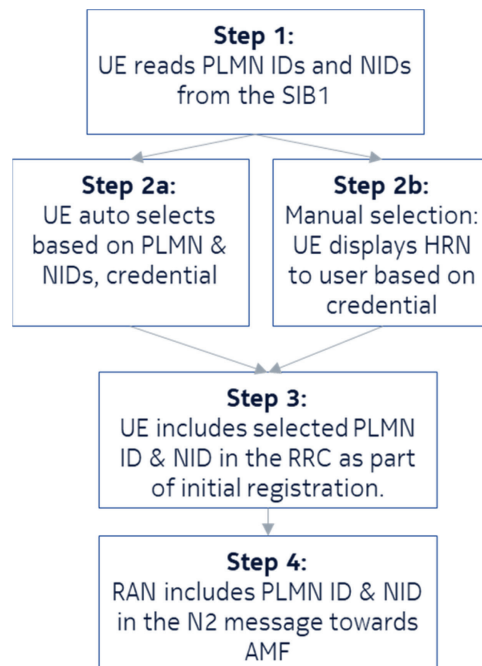 Step 1:
UE reads PLMN IDs and NIDs
from the SIB1
Step 2a:
UE auto selects
based on PLMN &
NIDs, credential
Step 2b:
Manual selection:
UE displays HRN
to user based on
credential
Step 3:
UE includes selected PLMN
ID & NID in the RRC as part
of initial registration.
Step 4:
RAN includes PLMN ID & NID
in the N2 message towards
AMF